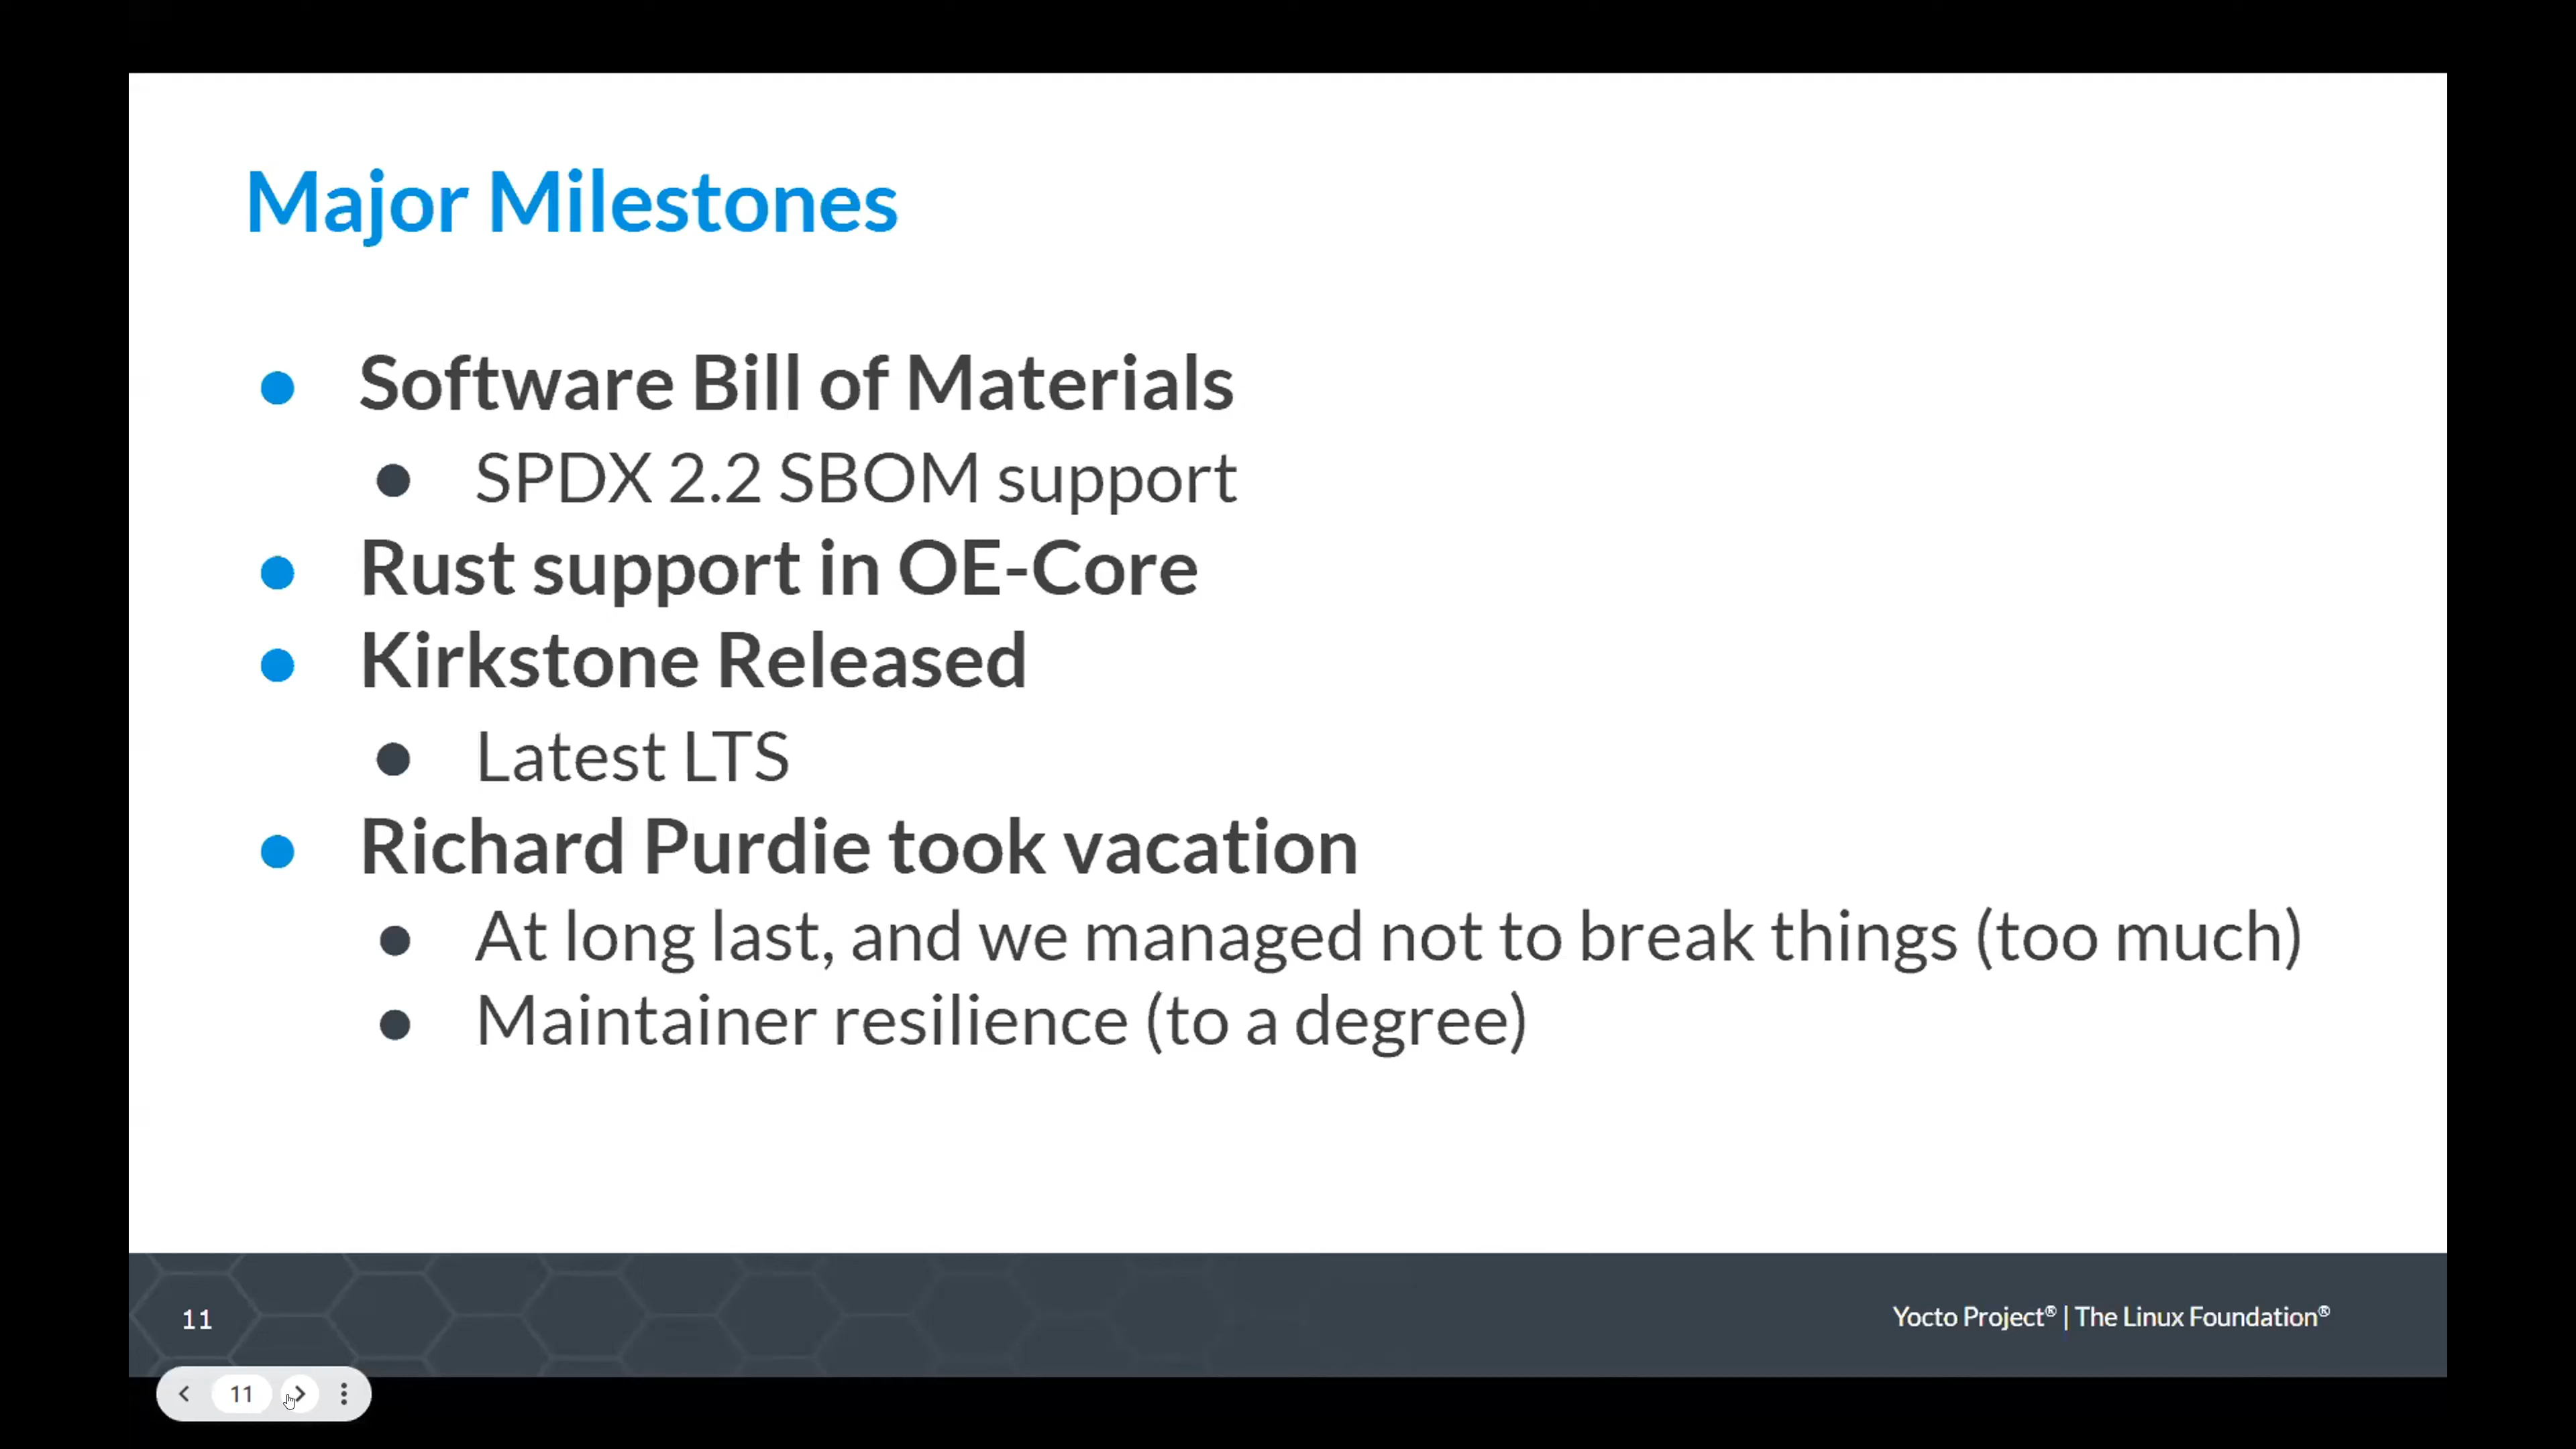 Major Milestones
Software Bill of Materials
SPDX 2.2 SBOM support
Rust support in OE-Core
Kirkstone Released
Latest LTS
Richard Purdie took vacation
At long last, and we managed not to break things (too much)
Maintainer resilience (to a degree)
11
Yocto Project® | The Linux Foundation®
11